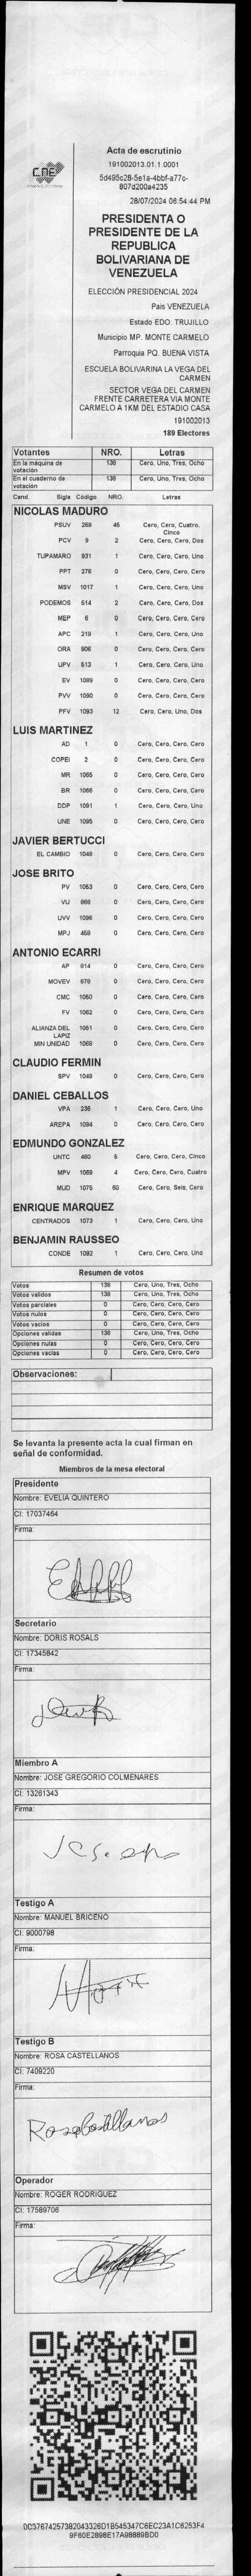 CNE
Acta de escrutinio
191002013.01.1.0001
5d495c28-5e1a-4bbf-a77c-
807d200a4235
28/07/2024 06:54:44 PM
PRESIDENTA O
PRESIDENTE DE LA
REPUBLICA
BOLIVARIANA DE
VENEZUELA
ELECCIÓN PRESIDENCIAL 2024
Pais VENEZUELA
Estado EDO. TRUJILLO
Municipio MP. MONTE CARMELO
Parroquia PQ. BUENA VISTA
ESCUELA BOLIVARINA LA VEGA DEL
CARMEN
SECTOR VEGA DEL CARMEN
FRENTE CARRETERA VIA MONTE
CARMELO A 1KM DEL ESTADIO CASA
191002013
189 Electores
Votantes NRO. Letras
En la máquina de votación 138 Cero, Uno, Tres, Ocho
En el cuaderno de votación 138 Cero, Uno, Tres, Ocho
Cand. Sigla Código NRO. Letras
NICOLAS MADURO
PSUV 269 45 Cero, Cero, Cuatro, Cinco
PCV 9 2 Cero, Cero, Cero, Dos
TUPAMARO 931 1 Cero, Cero, Cero, Uno
PPT 276 0 Cero, Cero, Cero, Cero
MSV 1017 1 Cero, Cero, Cero, Uno
PODEMOS 514 2 Cero, Cero, Cero, Dos
MEP 6 0 Cero, Cero, Cero, Cero
APC 219 1 Cero, Cero, Cero, Uno
ORA 906 0 Cero, Cero, Cero, Cero
UPV 513 1 Cero, Cero, Cero, Uno
EV 1089 0 Cero, Cero, Cero, Cero
PVV 1090 0 Cero, Cero, Cero, Cero
PFV 1093 12 Cero, Cero, Uno, Dos
LUIS MARTINEZ
AD 1 0 Cero, Cero, Cero, Cero
COPEI 2 0 Cero, Cero, Cero, Cero
MR 1065 0 Cero, Cero, Cero, Cero
BR 1066 0 Cero, Cero, Cero, Cero
DDP 1091 1 Cero, Cero, Cero, Uno
UNE 1095 0 Cero, Cero, Cero, Cero
JAVIER BERTUCCI
EL CAMBIO 1048 0 Cero, Cero, Cero, Cero
JOSE BRITO
PV 1053 0 Cero, Cero, Cero, Cero
VU 868 0 Cero, Cero, Cero, Cero
UVV 1096 0 Cero, Cero, Cero, Cero
MPJ 458 0 Cero, Cero, Cero, Cero
ANTONIO ECARRI
AP 814 0 Cero, Cero, Cero, Cero
MOVEV 878 0 Cero, Cero, Cero, Cero
CMC 1050 0 Cero, Cero, Cero, Cero
FV 1062 0 Cero, Cero, Cero, Cero
ALIANZA DEL LAPIZ 1051 0 Cero, Cero, Cero, Cero
MIN UNIDAD 1068 0 Cero, Cero, Cero, Cero
CLAUDIO FERMIN
SPV 1049 0 Cero, Cero, Cero, Cero
DANIEL CEBALLOS
VPA 236 1 Cero, Cero, Cero, Uno
AREPA 1094 0 Cero, Cero, Cero, Cero
EDMUNDO GONZALEZ
UNTC 460 5 Cero, Cero, Cero, Cinco
MPV 1069 4 Cero, Cero, Cero, Cuatro
MUD 1075 60 Cero, Cero, Seis, Cero
ENRIQUE MARQUEZ
CENTRADOS 1073 1 Cero, Cero, Cero, Uno
BENJAMIN RAUSSEO
CONDE 1092 1 Cero, Cero, Cero, Uno
Resumen de votos
Votos 138 Cero, Uno, Tres, Ocho
Votos validos 138 Cero, Uno, Tres, Ocho
Votos parciales 0 Cero, Cero, Cero, Cero
Votos nulos 0 Cero, Cero, Cero, Cero
Votos vacios 0 Cero, Cero, Cero, Cero
Opciones validas 138 Cero, Uno, Tres, Ocho
Opciones nulas 0 Cero, Cero, Cero, Cero
Opciones vacias 0 Cero, Cero, Cero, Cero
Observaciones:
Se levanta la presente acta la cual firman en
señal de conformidad.
Miembros de la mesa electoral
Presidente
Nombre: EVELIA QUINTERO
CI: 17037464
Firma:
Secretario
Nombre: DORIS ROSALS
CI: 17345842
Firma:
Miembro A
Nombre: JOSE GREGORIO COLMENARES
CI: 13261343
Firma:
Testigo A
Nombre: MANUEL BRICEÑO
CI: 9000798
Firma:
Testigo B
Nombre: ROSA CASTELLANOS
CI: 7409220
Firma:
Rosa Castillanos
Operador
Nombre: ROGER RODRIGUEZ
CI: 17589706
Firma:
0C37674257382043326D1B545347C6EC23A1C6253F4
9F60E2898E17A98889BD0